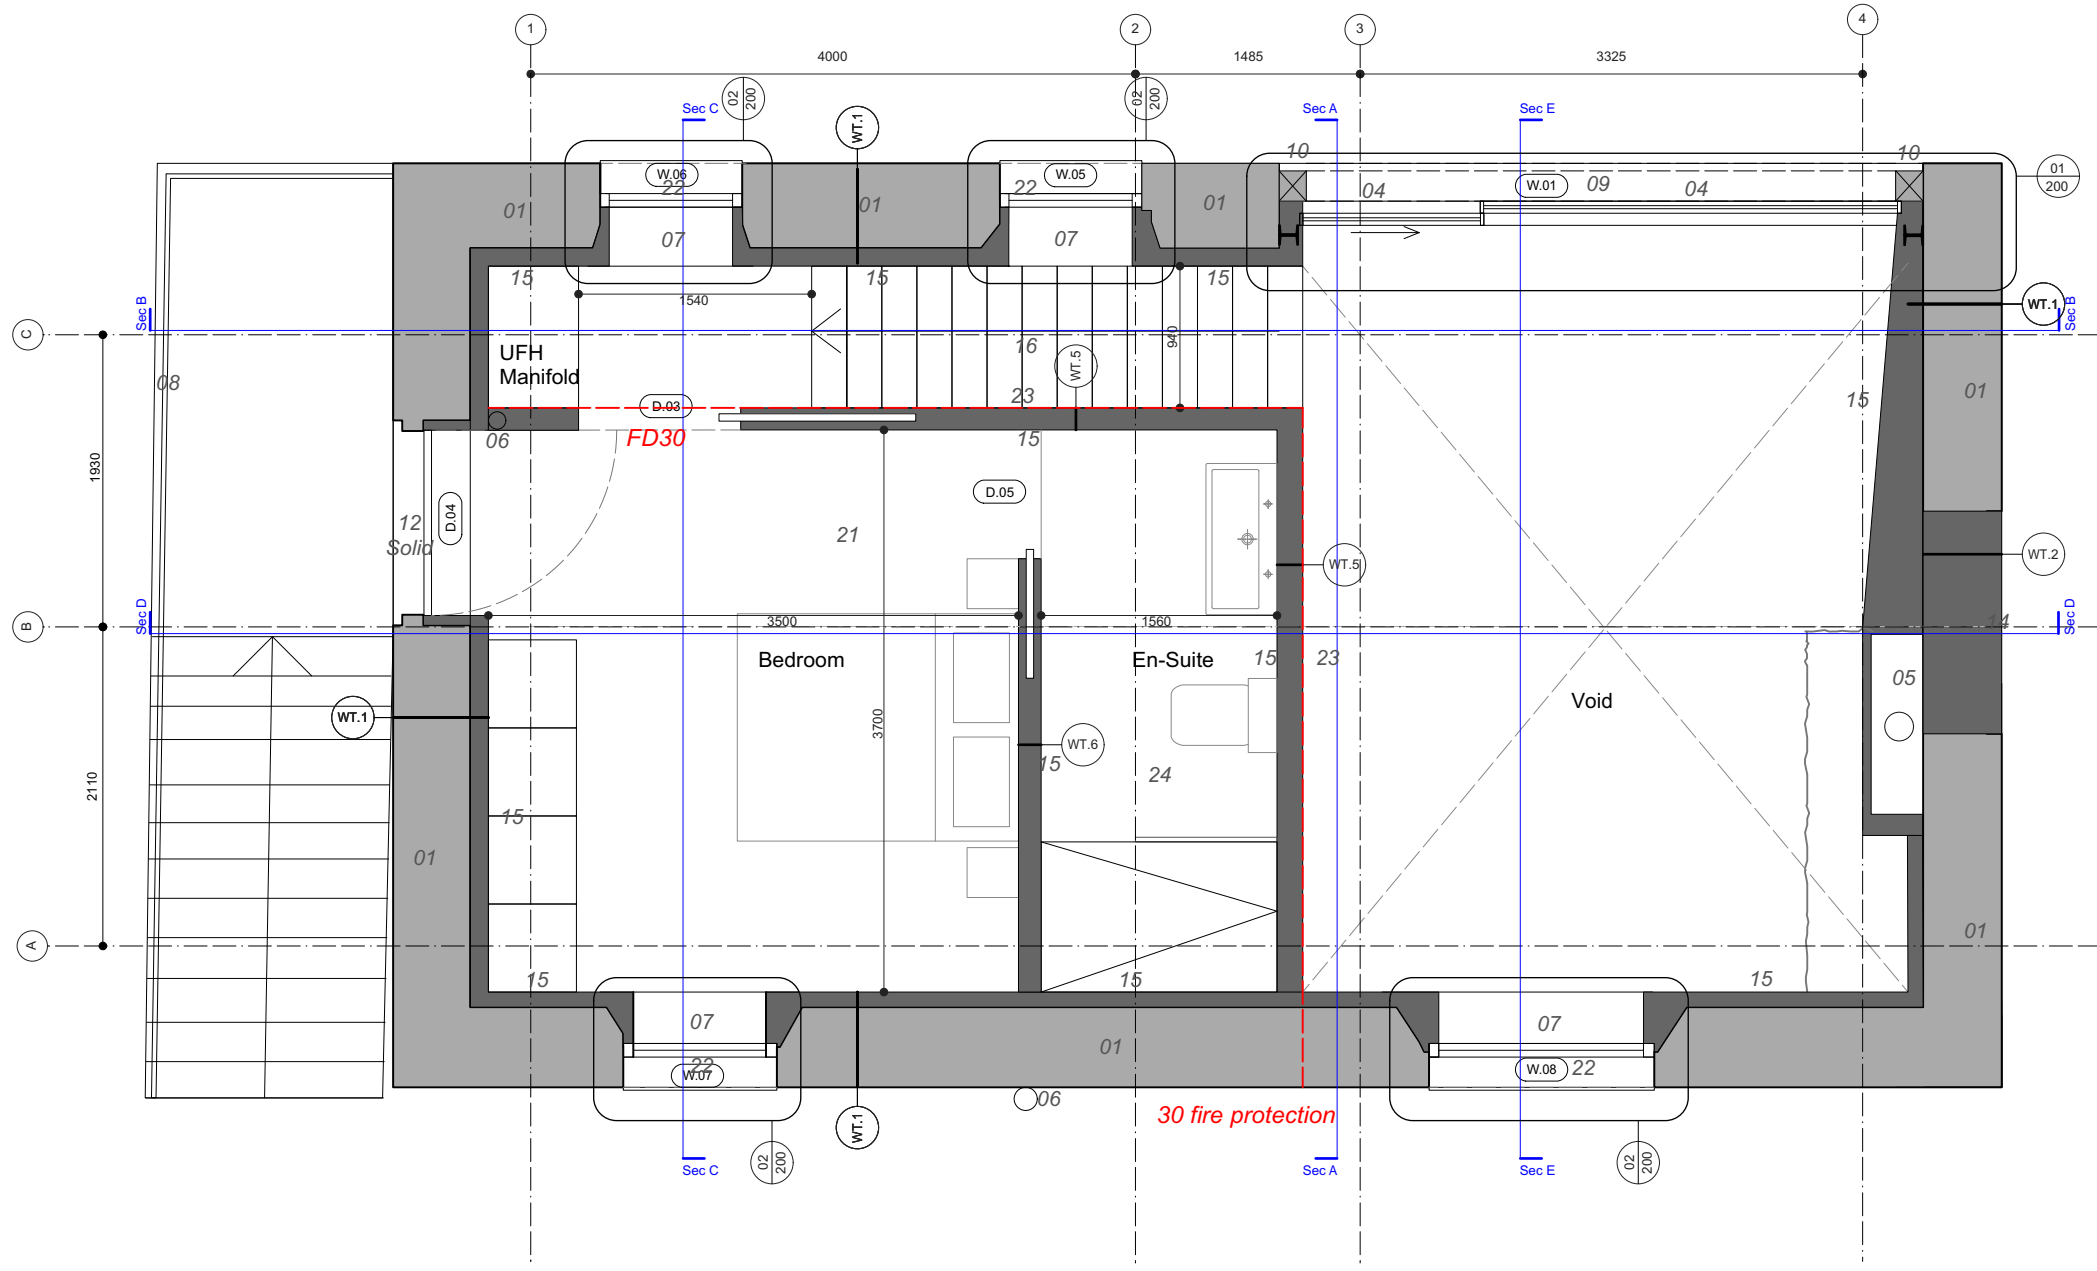 1
2
3
4
4000
1485
3325
02
200
02
200
Sec C
WT.1
Sec A
Sec E
10
10
01
200
W.06
22
22
W.05
04
W.01
09
04
01
01
01
07
07
15
15
15
1540
Sec B
WT.1
Sec B
C
940
16
UFH
Manifold
WT.5
08
23
D.03
06
FD30
15
15
01
1930
D.05
12
Solid
D.04
21
WT.5
WT.2
Sec D
Sec D
B
3500
1560
14
Bedroom
En-Suite
15
23
05
Void
WT.1
3700
WT.6
15
24
2110
15
01
01
A
15
15
15
07
07
01
22
W.07
W.08
22
06
30 fire protection
WT.1
02
200
Sec C
Sec A
Sec E
02
200